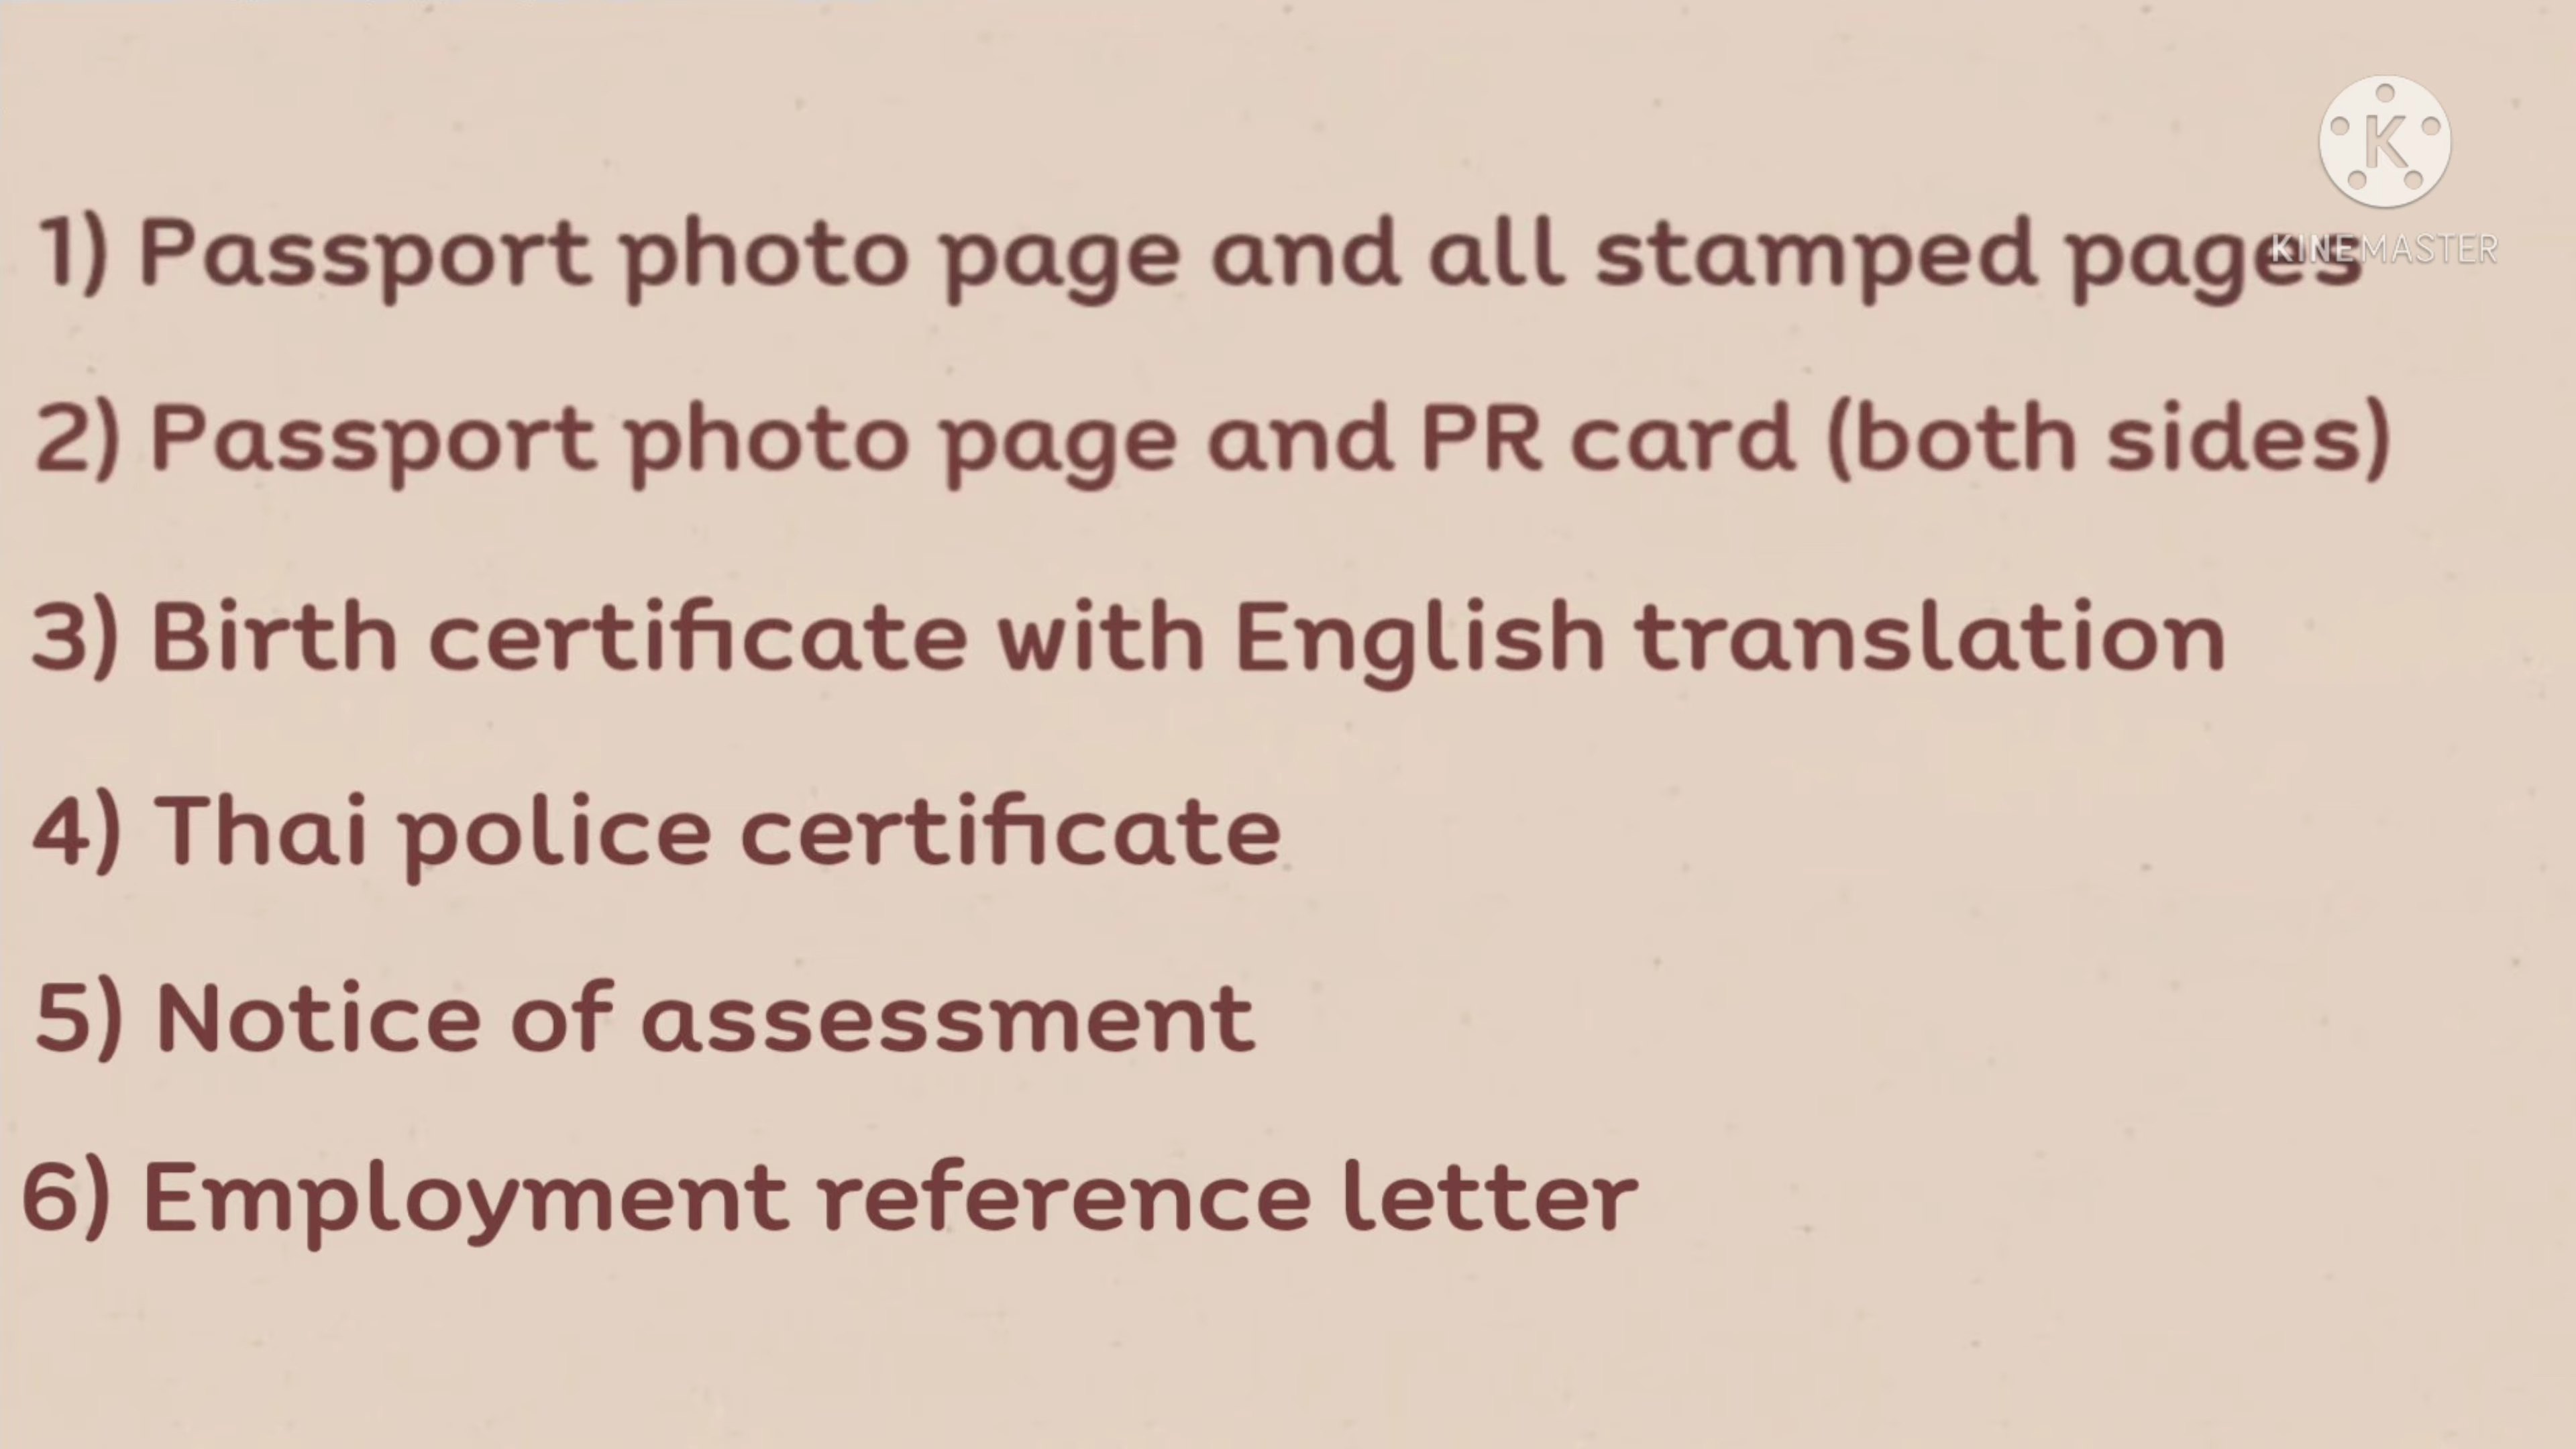 K
KINEMASTER
1) Passport photo page and all stamped pages
2) Passport photo page and PR card (both sides)
3) Birth certificate with English translation
4) Thai police certificate
5) Notice of assessment
6) Employment reference letter